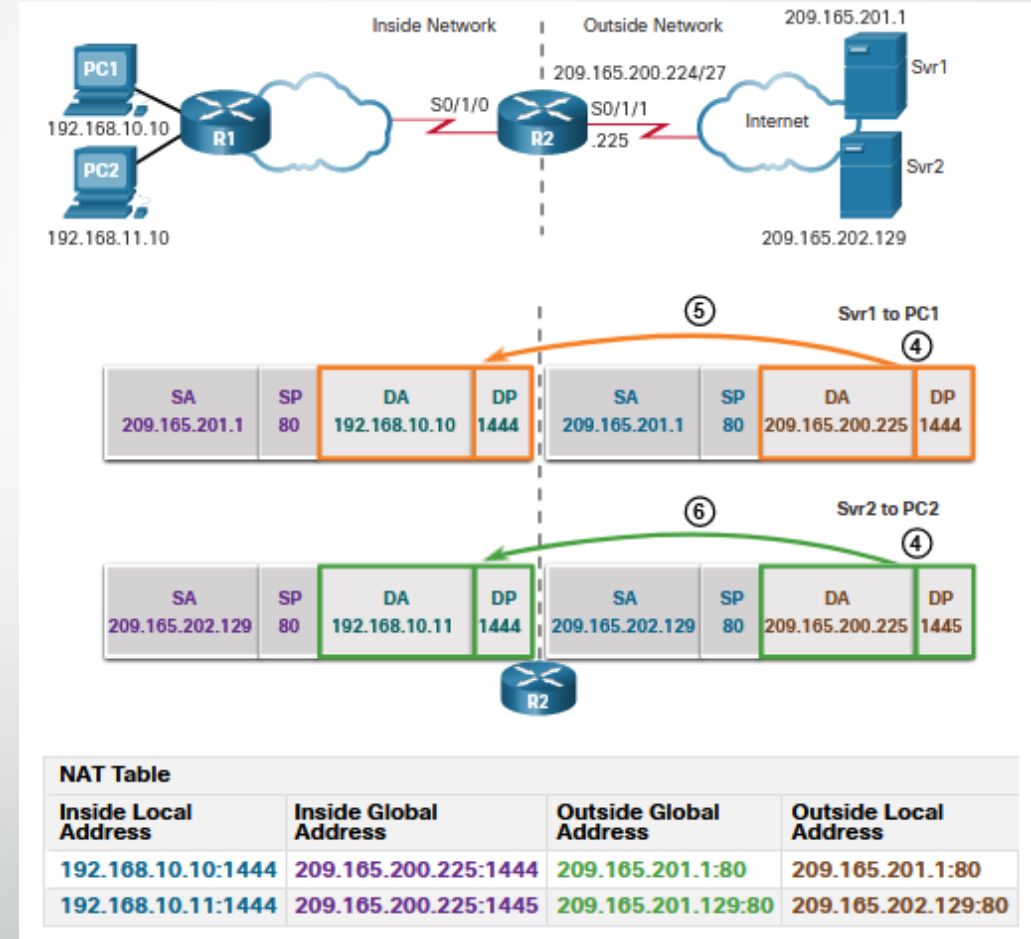 Inside Network
Outside Network
209.165.201.1
PC1
Svr1
209.165.200.224/27
S0/1/0
S0/1/1
192.168.10.10
R1
R2
.225
Internet
PC2
Svr2
192.168.11.10
209.165.202.129
5
Svr1 to PC1
4
SA SP DA DP SA SP DA DP
209.165.201.1 80 192.168.10.10 1444 209.165.201.1 80 209.165.200.225 1444
6
Svr2 to PC2
4
SA SP DA DP SA SP DA DP
209.165.202.129 80 192.168.10.11 1444 209.165.202.129 80 209.165.200.225 1445
R2
NAT Table
Inside Local Address Inside Global Address Outside Global Address Outside Local Address
192.168.10.10:1444 209.165.200.225:1444 209.165.201.1:80 209.165.201.1:80
192.168.10.11:1444 209.165.200.225:1445 209.165.201.129:80 209.165.202.129:80